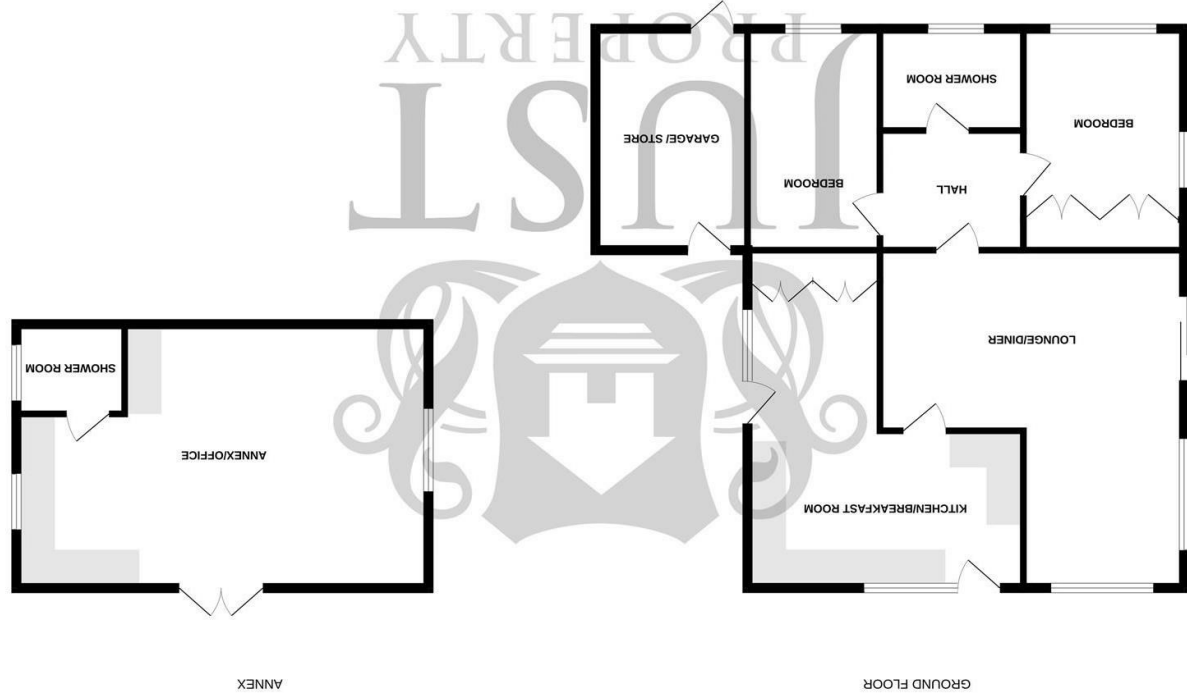 GROUND FLOOR
KITCHEN/BREAKFAST ROOM
LOUNGE/DINER
HALL
BEDROOM
BEDROOM
SHOWER ROOM
GARAGE/ STORE
ANNEX
ANNEX/OFFICE
SHOWER ROOM
JUST
PROPERTY